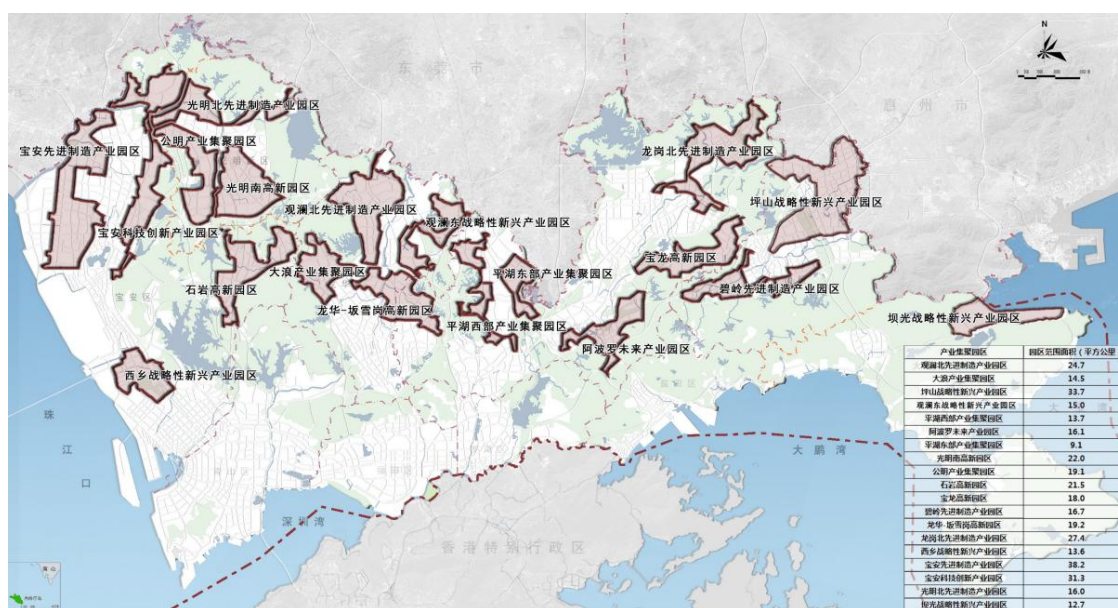 N
东莞市
惠州市
光明北先进制造产业园区
公明产业集聚园区
宝安先进制造产业园区
龙岗北先进制造产业园区
光明南高新园区
坪山战略性新兴产业园区
观澜北先进制造产业园区
观澜东战略性新兴产业园区
宝安科技创新产业园区
宝龙高新园区
大浪产业集聚园区
平湖东部产业集聚园区
石岩高新园区
碧岭先进制造产业园区
宝安区
龙华-坂雪岗高新园区
坝光战略性新兴产业园区
平湖西部产业集聚园区
阿波罗未来产业园区
西乡战略性新兴产业园区
珠江口
大鹏湾
深圳湾
香港特别行政区
产业集聚园区 园区范围面积（平方公里
观澜北先进制造产业园区 24.7
大浪产业集聚园区 14.5
坪山战略性新兴产业园区 33.7
观澜东战略性新兴产业园区 15.0
平湖西部产业集聚园区 13.7
阿波罗未来产业园区 16.1
平湖东部产业集聚园区 9.1
光明南高新园区 22.0
公明产业集聚园区 19.1
石岩高新园区 21.5
宝龙高新园区 18.0
碧岭先进制造产业园区 16.7
龙华-坂雪岗高新园区 19.2
龙岗北先进制造产业园区 27.4
西乡战略性新兴产业园区 13.6
宝安先进制造产业园区 38.2
宝安科技创新产业园区 31.3
光明北先进制造产业园区 16.0
坝光战略性新兴产业园区 12.7